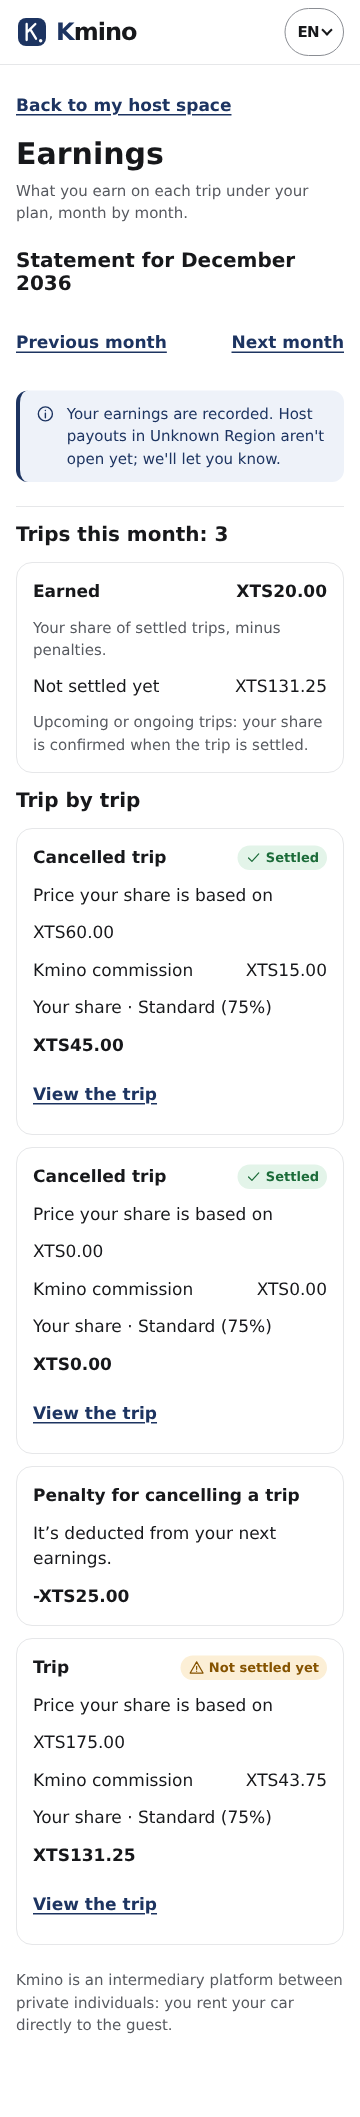 Kmino
EN
Back to my host space
Earnings
What you earn on each trip under your
plan, month by month.
Statement for December
2036
Previous month
Next month
Your earnings are recorded. Host
payouts in Unknown Region aren't
open yet; we'll let you know.
Trips this month: 3
Earned XTS20.00
Your share of settled trips, minus
penalties.
Not settled yet XTS131.25
Upcoming or ongoing trips: your share
is confirmed when the trip is settled.
Trip by trip
Cancelled trip Settled
Price your share is based on
XTS60.00
Kmino commission XTS15.00
Your share · Standard (75%)
XTS45.00
View the trip
Cancelled trip Settled
Price your share is based on
XTS0.00
Kmino commission XTS0.00
Your share · Standard (75%)
XTS0.00
View the trip
Penalty for cancelling a trip
It’s deducted from your next
earnings.
-XTS25.00
Trip Not settled yet
Price your share is based on
XTS175.00
Kmino commission XTS43.75
Your share · Standard (75%)
XTS131.25
View the trip
Kmino is an intermediary platform between
private individuals: you rent your car
directly to the guest.